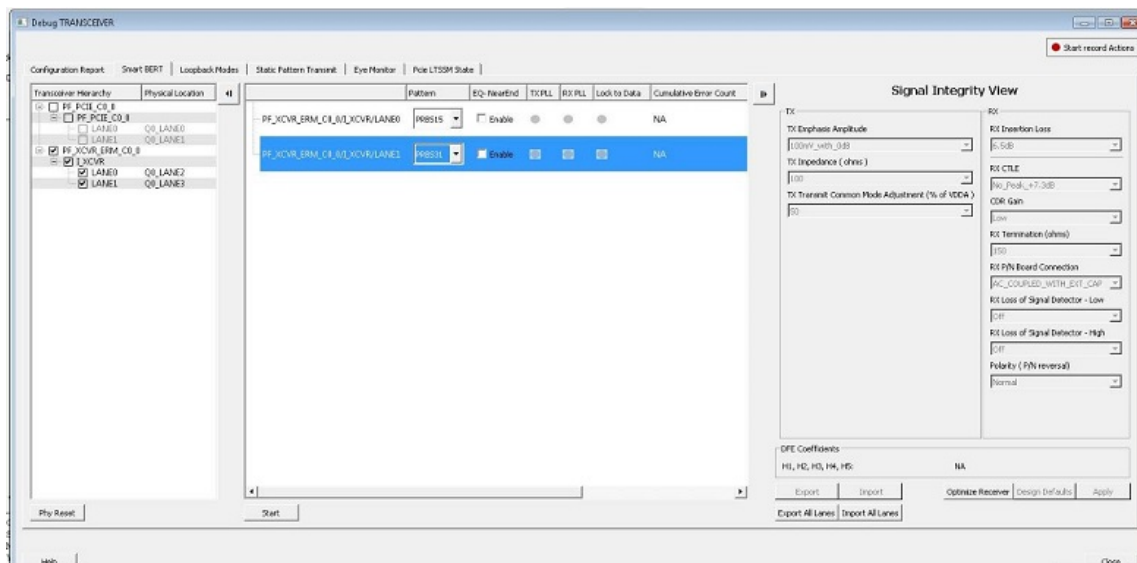 Debug TRANSCEIVER
Start record Actions
Configuration Report Smart BERT Loopback Modes Static Pattern Transmit Eye Monitor Pcie LTSSM State
Transceiver Hierarchy Physical Location
PF_PCIE_C0_0
PF_PCIE_C0_0
LANE0 Q0_LANE0
LANE1 Q0_LANE1
PF_XCVR_ERM_C0_0
I_XCVR
LANE0 Q0_LANE2
LANE1 Q0_LANE3
Phy Reset
Pattern EQ- NearEnd TX PLL RX PLL Lock to Data Cumulative Error Count
PF_XCVR_ERM_C0_0/I_XCVR/LANE0 PRBS15 Enable NA
PF_XCVR_ERM_C0_0/I_XCVR/LANE1 PRBS31 Enable NA
Start
Signal Integrity View
TX
TX Emphasis Amplitude
100mV_with_0dB
TX Impedance ( ohms )
100
TX Transmit Common Mode Adjustment (% of VDDA )
50
RX
RX Insertion Loss
6.5dB
RX CTLE
No_Peak_+7.3dB
CDR Gain
Low
RX Termination (ohms)
150
RX P/N Board Connection
AC_COUPLED_WITH_EXT_CAP
RX Loss of Signal Detector - Low
Off
RX Loss of Signal Detector - High
Off
Polarity ( P/N reversal)
Normal
DFE Coefficients
H1, H2, H3, H4, H5: NA
Export Import Optimize Receiver Design Defaults Apply
Export All Lanes Import All Lanes
Help Close